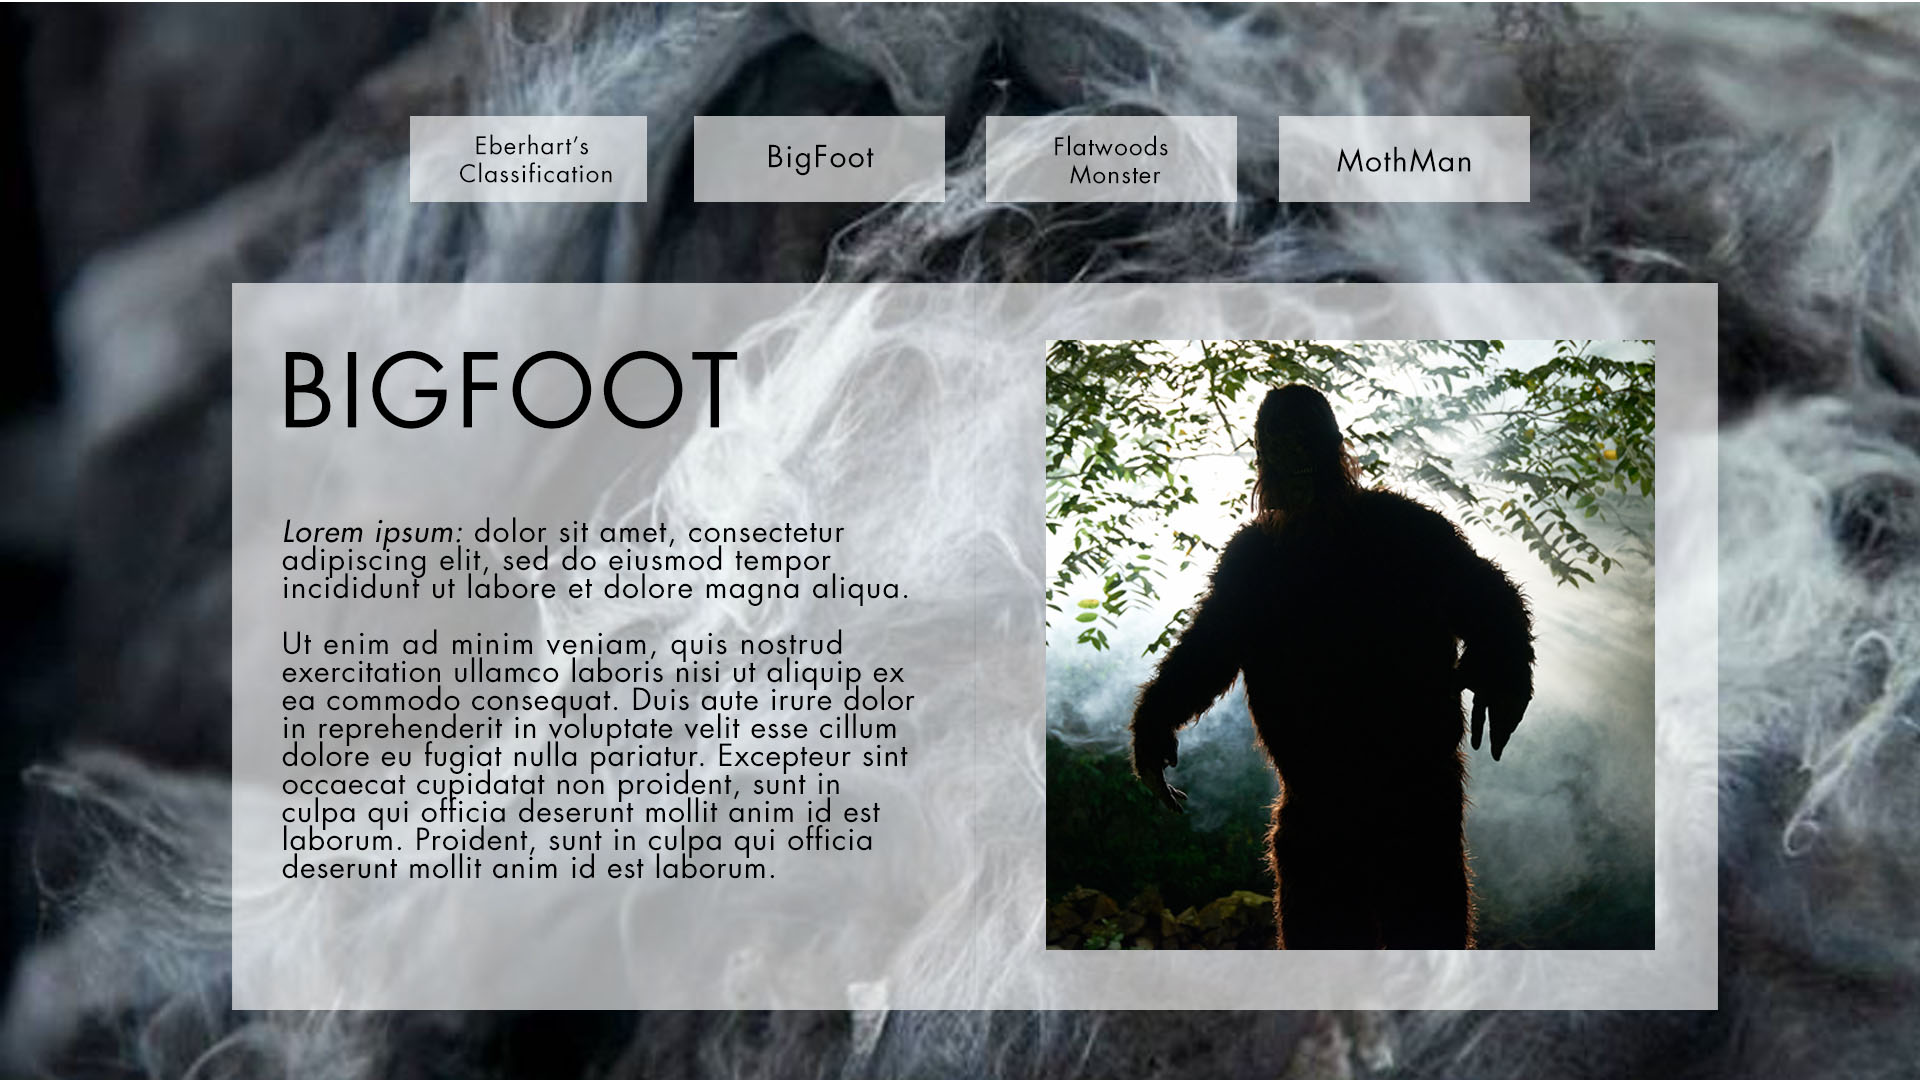 Eberhart’s
Classification
BigFoot
Flatwoods
Monster
MothMan
BIGFOOT
Lorem ipsum: dolor sit amet, consectetur
adipiscing elit, sed do eiusmod tempor
incididunt ut labore et dolore magna aliqua.
Ut enim ad minim veniam, quis nostrud
exercitation ullamco laboris nisi ut aliquip ex
ea commodo consequat. Duis aute irure dolor
in reprehenderit in voluptate velit esse cillum
dolore eu fugiat nulla pariatur. Excepteur sint
occaecat cupidatat non proident, sunt in
culpa qui officia deserunt mollit anim id est
laborum. Proident, sunt in culpa qui officia
deserunt mollit anim id est laborum.